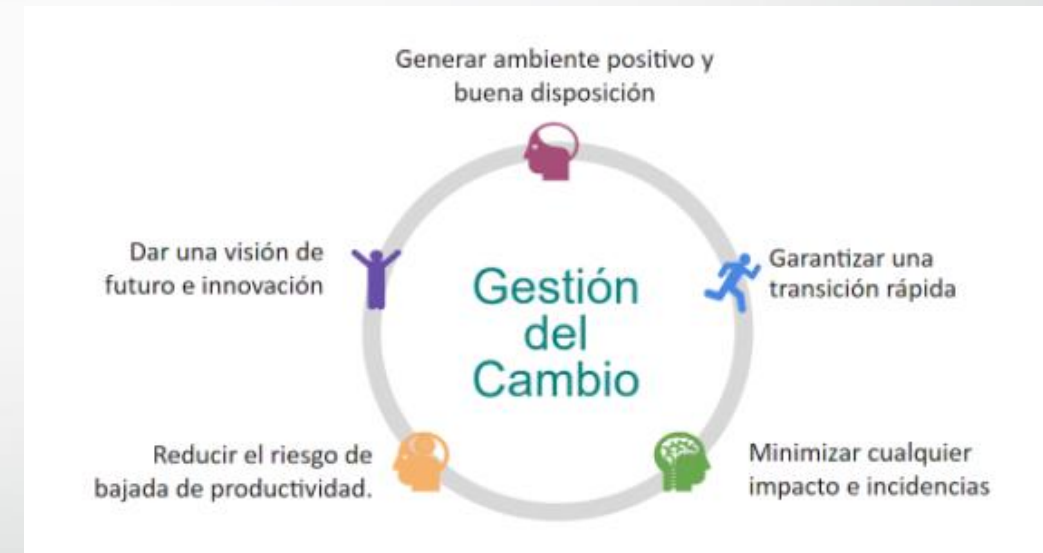 Generar ambiente positivo y
buena disposición
Dar una visión de
futuro e innovación
Garantizar una
transición rápida
Gestión
del
Cambio
Reducir el riesgo de
bajada de productividad.
Minimizar cualquier
impacto e incidencias